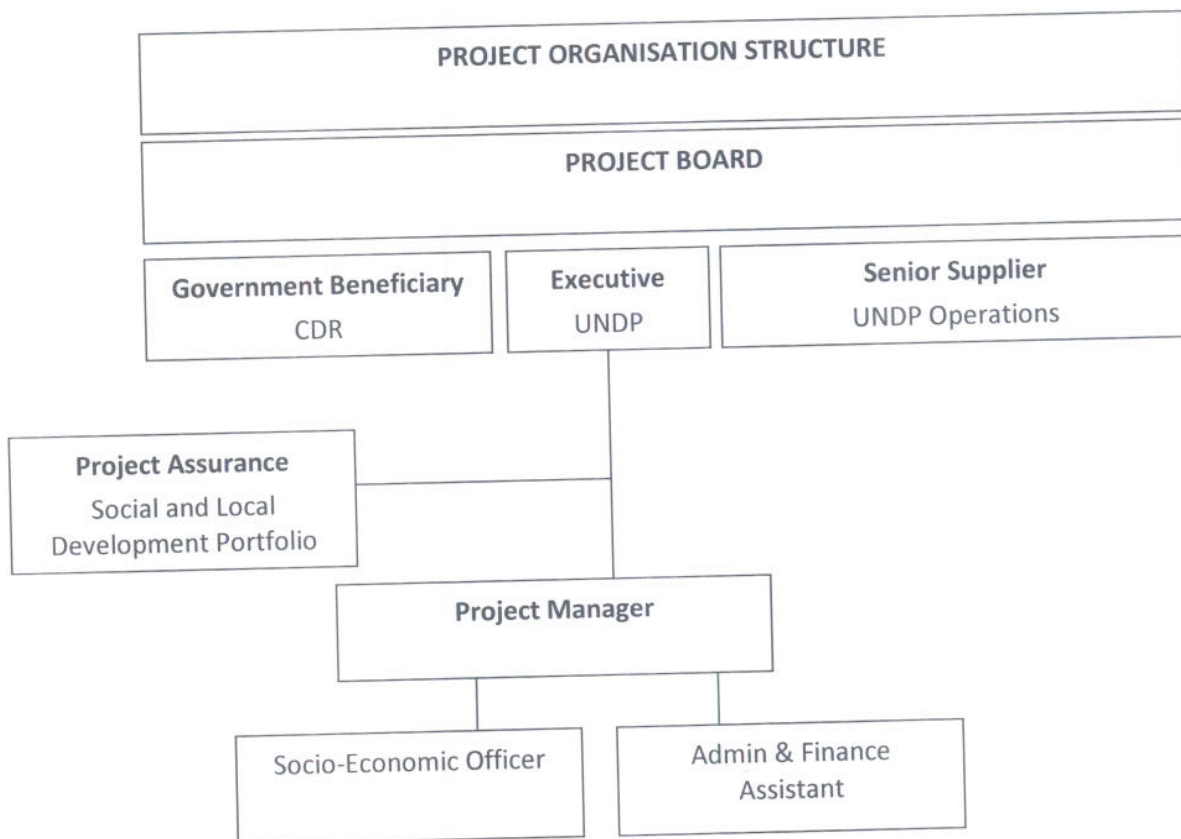 PROJECT ORGANISATION STRUCTURE
PROJECT BOARD
Government Beneficiary
CDR
Executive
UNDP
Senior Supplier
UNDP Operations
Project Assurance
Social and Local
Development Portfolio
Project Manager
Socio-Economic Officer
Admin & Finance
Assistant